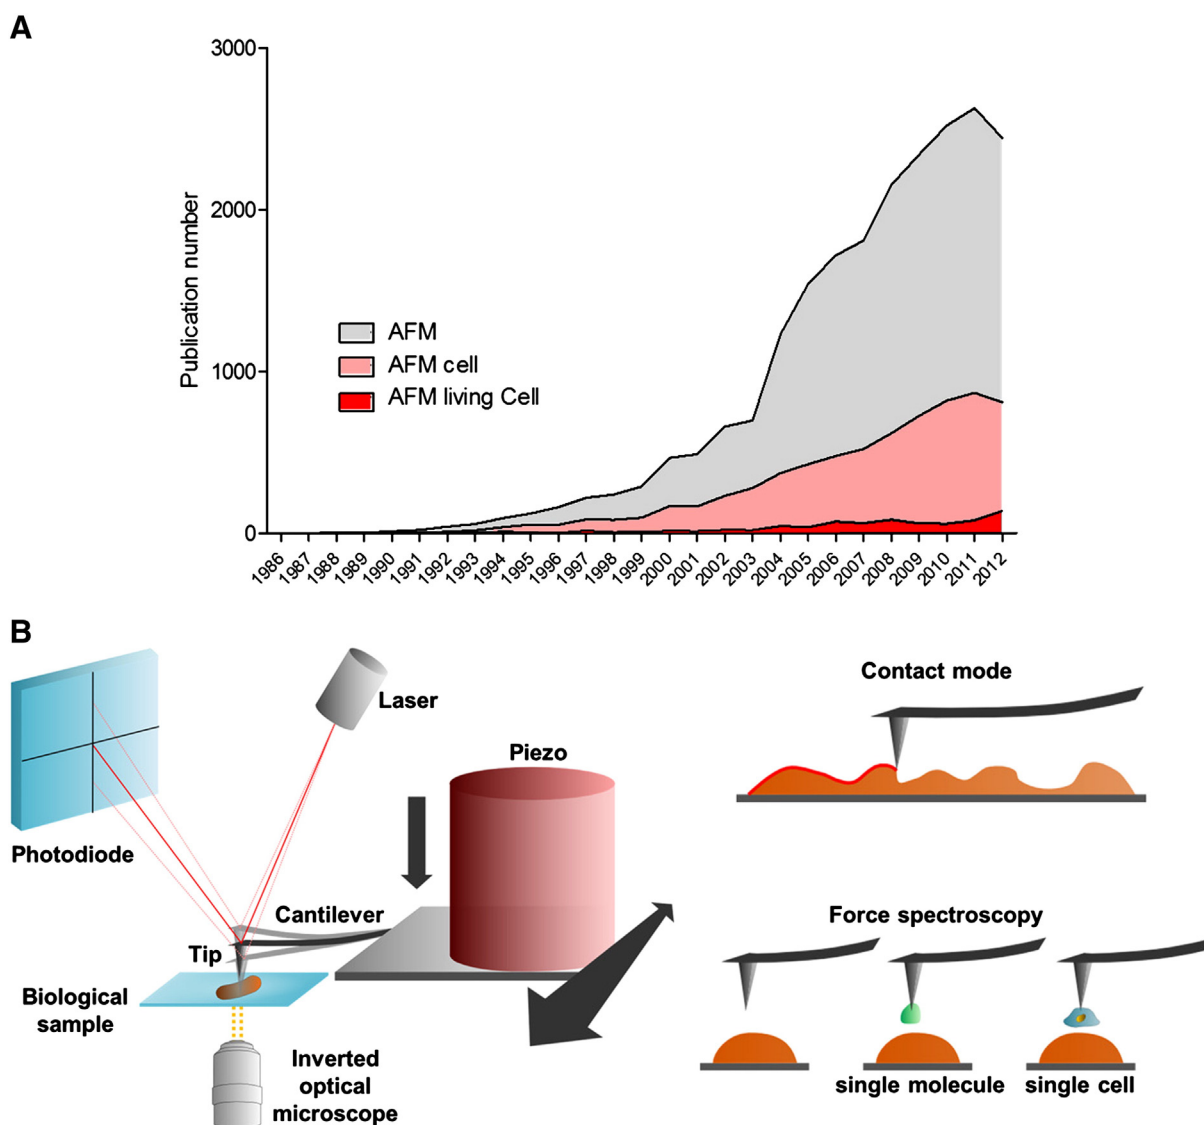 A
3000
2000
1000
0
Publication number
AFM
AFM cell
AFM living Cell
1986
1987
1988
1989
1990
1991
1992
1993
1994
1995
1996
1997
1998
1999
2000
2001
2002
2003
2004
2005
2006
2007
2008
2009
2010
2011
2012
B
Laser
Photodiode
Piezo
Cantilever
Tip
Biological
sample
Inverted
optical
microscope
Contact mode
Force spectroscopy
single molecule
single cell